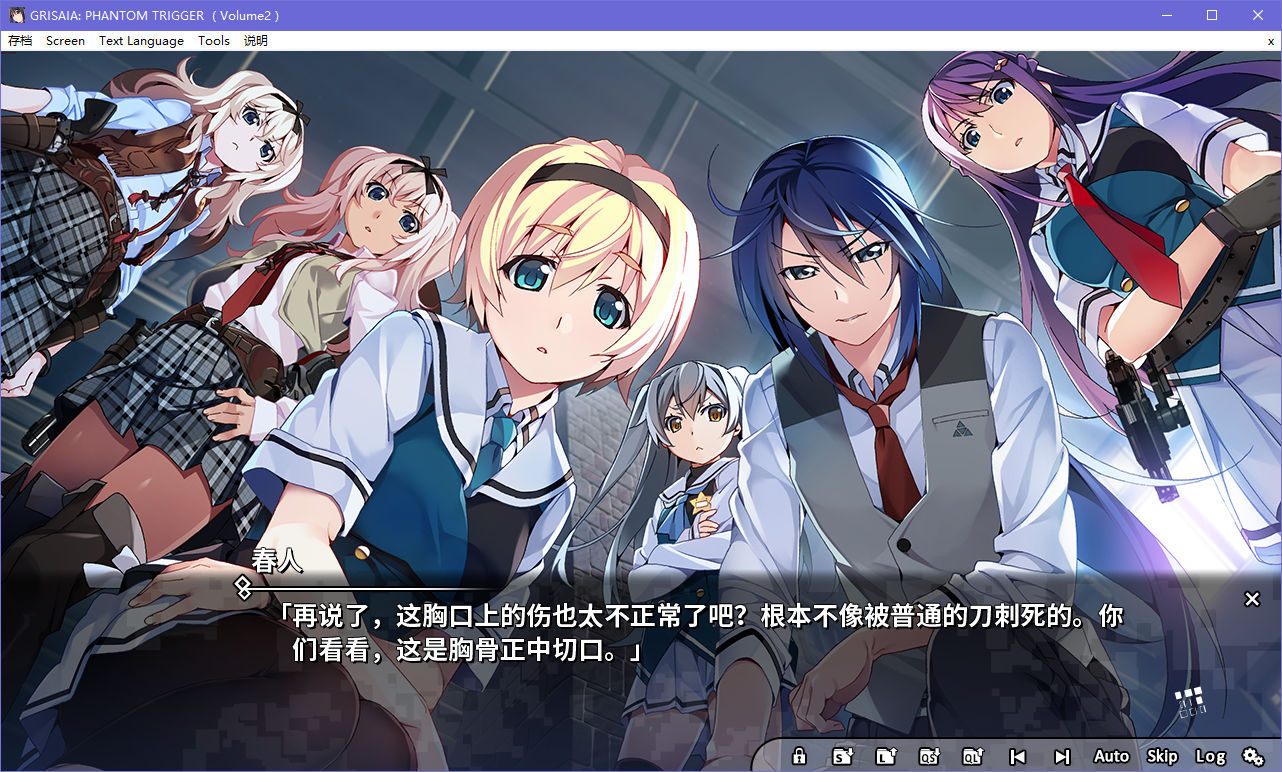 GRISAIA: PHANTOM TRIGGER ( Volume2 )
存档 Screen Text Language Tools 说明 x
春人
「再说了，这胸口上的伤也太不正常了吧？根本不像被普通的刀刺死的。你
们看看，这是胸骨正中切口。」
S L QS QL Auto Skip Log